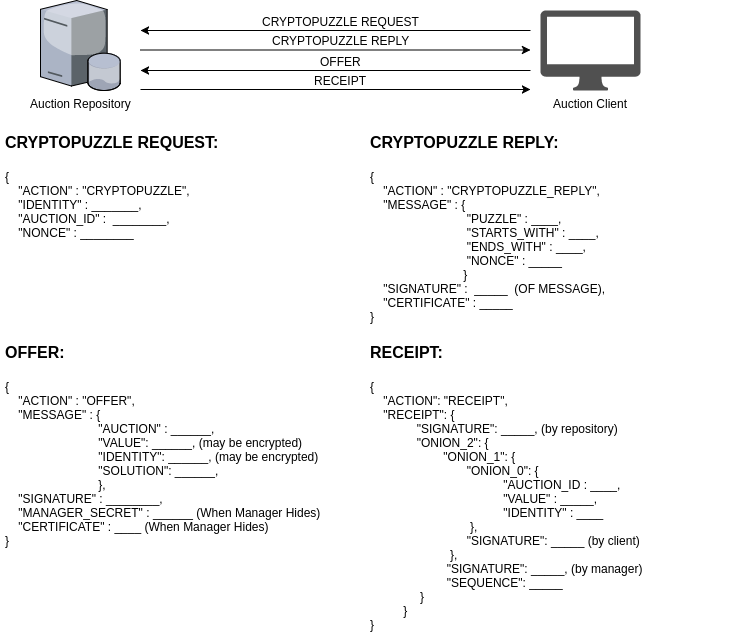 CRYPTOPUZZLE REQUEST
CRYPTOPUZZLE REPLY
OFFER
RECEIPT
Auction Repository
Auction Client
CRYPTOPUZZLE REQUEST:
{
"ACTION" : "CRYPTOPUZZLE",
"IDENTITY" : _______,
"AUCTION_ID" : ________,
"NONCE" : ________
CRYPTOPUZZLE REPLY:
{
"ACTION" : "CRYPTOPUZZLE_REPLY",
"MESSAGE" : {
"PUZZLE" : ____,
"STARTS_WITH" : ____,
"ENDS_WITH" : ____,
"NONCE" : _____
}
"SIGNATURE" : _____ (OF MESSAGE),
"CERTIFICATE" : _____
}
OFFER:
{
"ACTION" : "OFFER",
"MESSAGE" : {
"AUCTION" : ______,
"VALUE": ______, (may be encrypted)
"IDENTITY": ______, (may be encrypted)
"SOLUTION": ______,
},
"SIGNATURE" : ________,
"MANAGER_SECRET" : ______ (When Manager Hides)
"CERTIFICATE" : ____ (When Manager Hides)
}
RECEIPT:
{
"ACTION": "RECEIPT",
"RECEIPT": {
"SIGNATURE": _____, (by repository)
"ONION_2": {
"ONION_1": {
"ONION_0": {
"AUCTION_ID : ____,
"VALUE" : _____,
"IDENTITY" : ____
},
"SIGNATURE": _____ (by client)
},
"SIGNATURE": _____, (by manager)
"SEQUENCE": _____
}
}
}